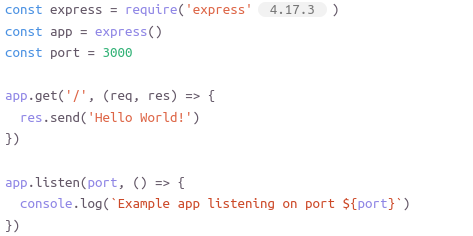 const express = require('express' 4.17.3 )
const app = express()
const port = 3000

app.get('/', (req, res) => {
  res.send('Hello World!')
})

app.listen(port, () => {
  console.log(`Example app listening on port ${port}`)
})